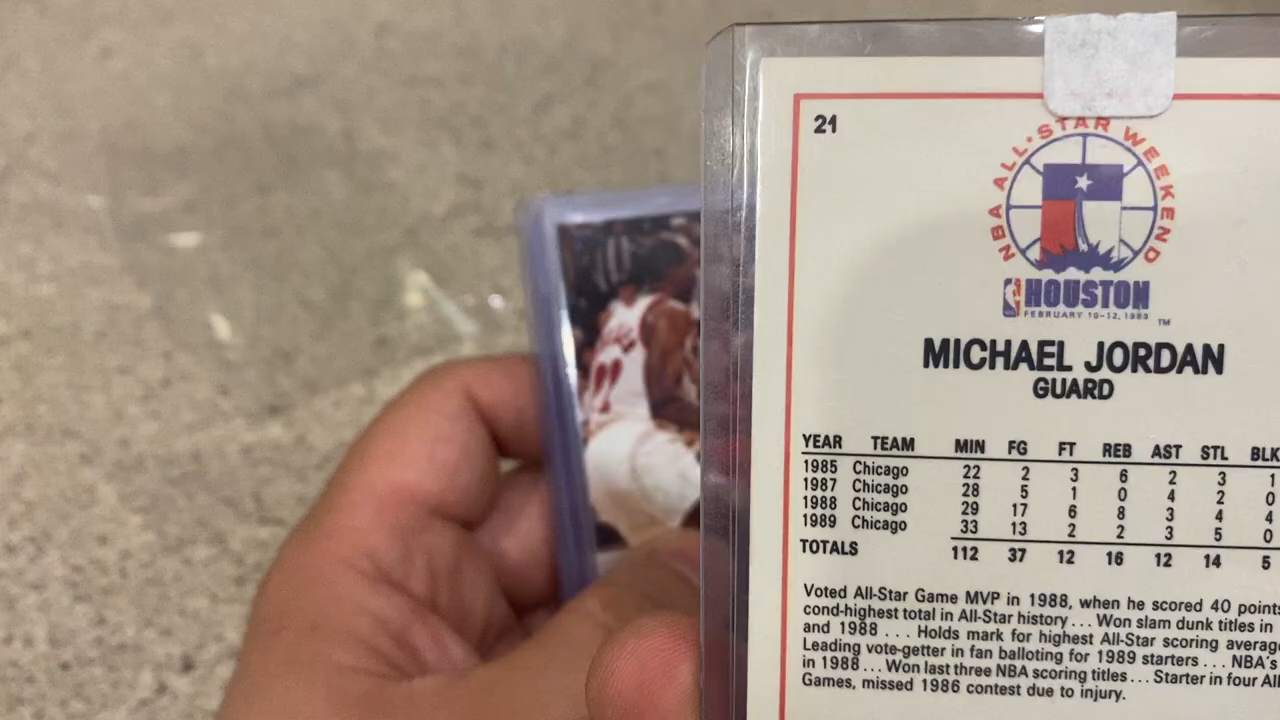 21
NBA ALL·STAR WEEKEND
HOUSTON
FEBRUARY 10-12, 1989
TM
MICHAEL JORDAN
GUARD
YEAR TEAM MIN FG FT REB AST STL BLK
1985 Chicago 22 2 3 6 2 3 1
1987 Chicago 28 5 1 0 4 2 0
1988 Chicago 29 17 6 8 3 4 4
1989 Chicago 33 13 2 2 3 5 0
TOTALS 112 37 12 16 12 14 5
Voted All-Star Game MVP in 1988, when he scored 40 points
cond-highest total in All-Star history . . . Won slam dunk titles in
and 1988 . . . Holds mark for highest All-Star scoring average
Leading vote-getter in fan balloting for 1989 starters . . . NBA's
in 1988 . . . Won last three NBA scoring titles . . . Starter in four All
Games, missed 1986 contest due to injury.